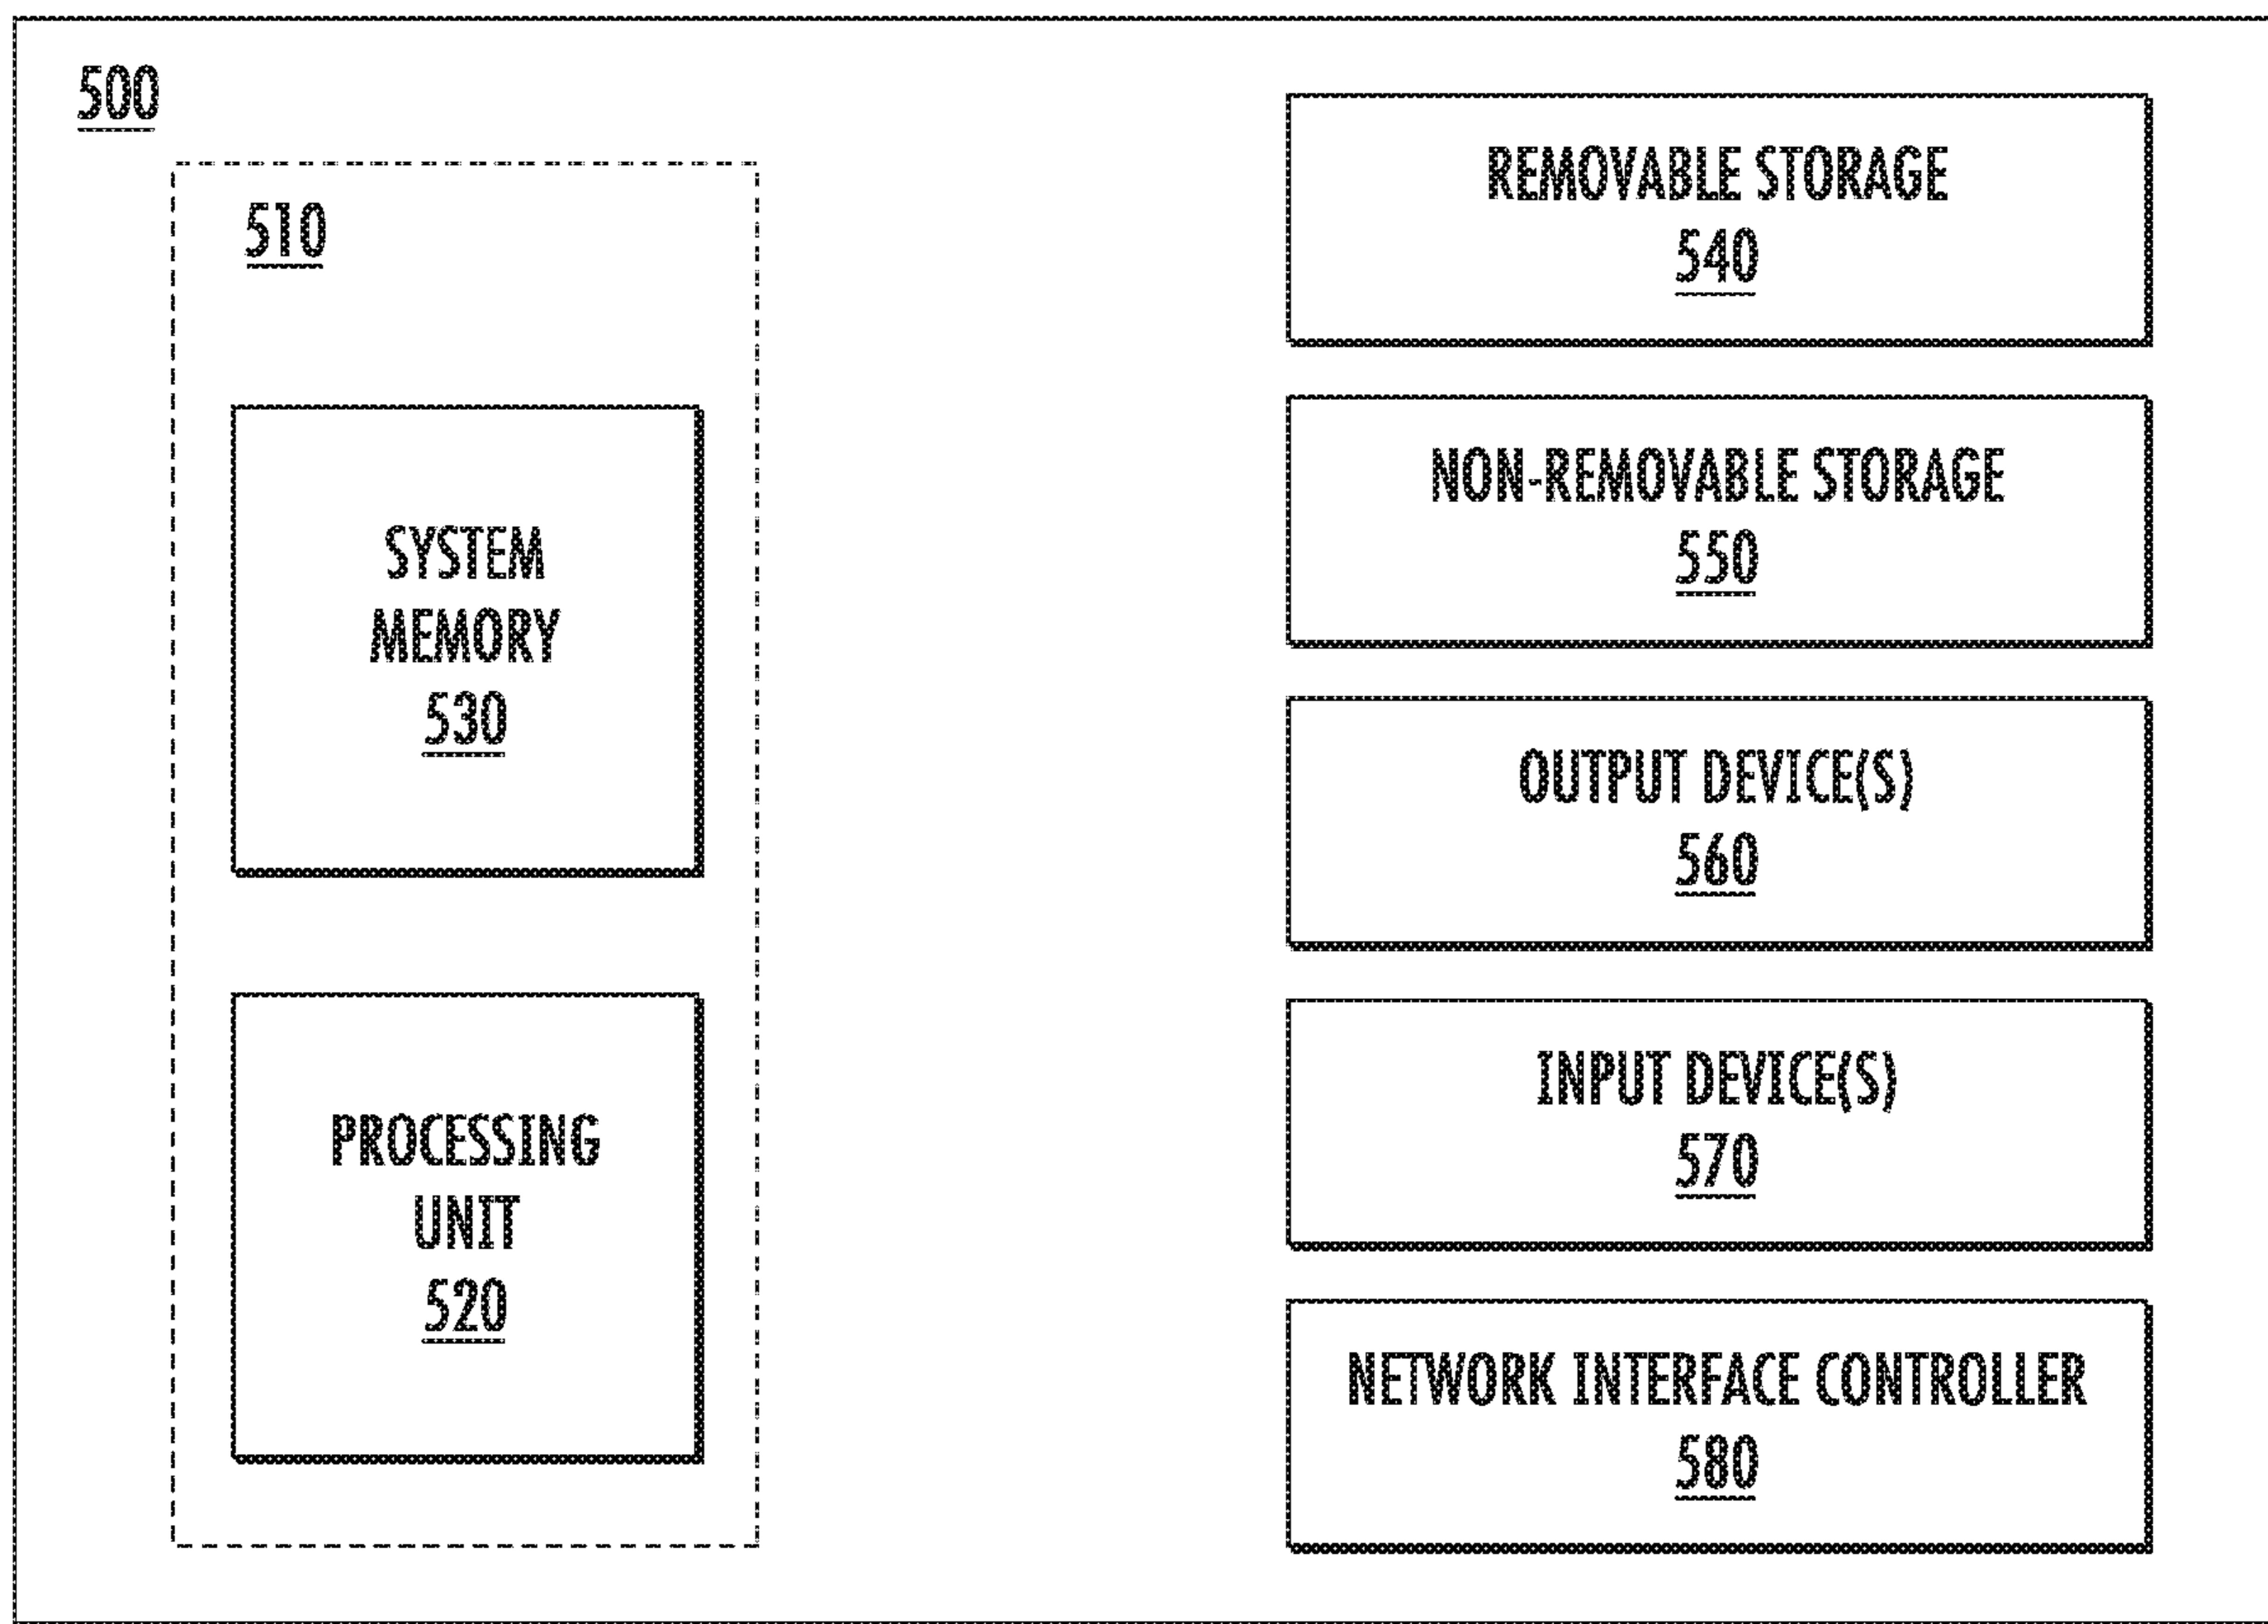 500
510
SYSTEM
MEMORY
530
PROCESSING
UNIT
520
REMOVABLE STORAGE
540
NON-REMOVABLE STORAGE
550
OUTPUT DEVICE(S)
560
INPUT DEVICE(S)
570
NETWORK INTERFACE CONTROLLER
580